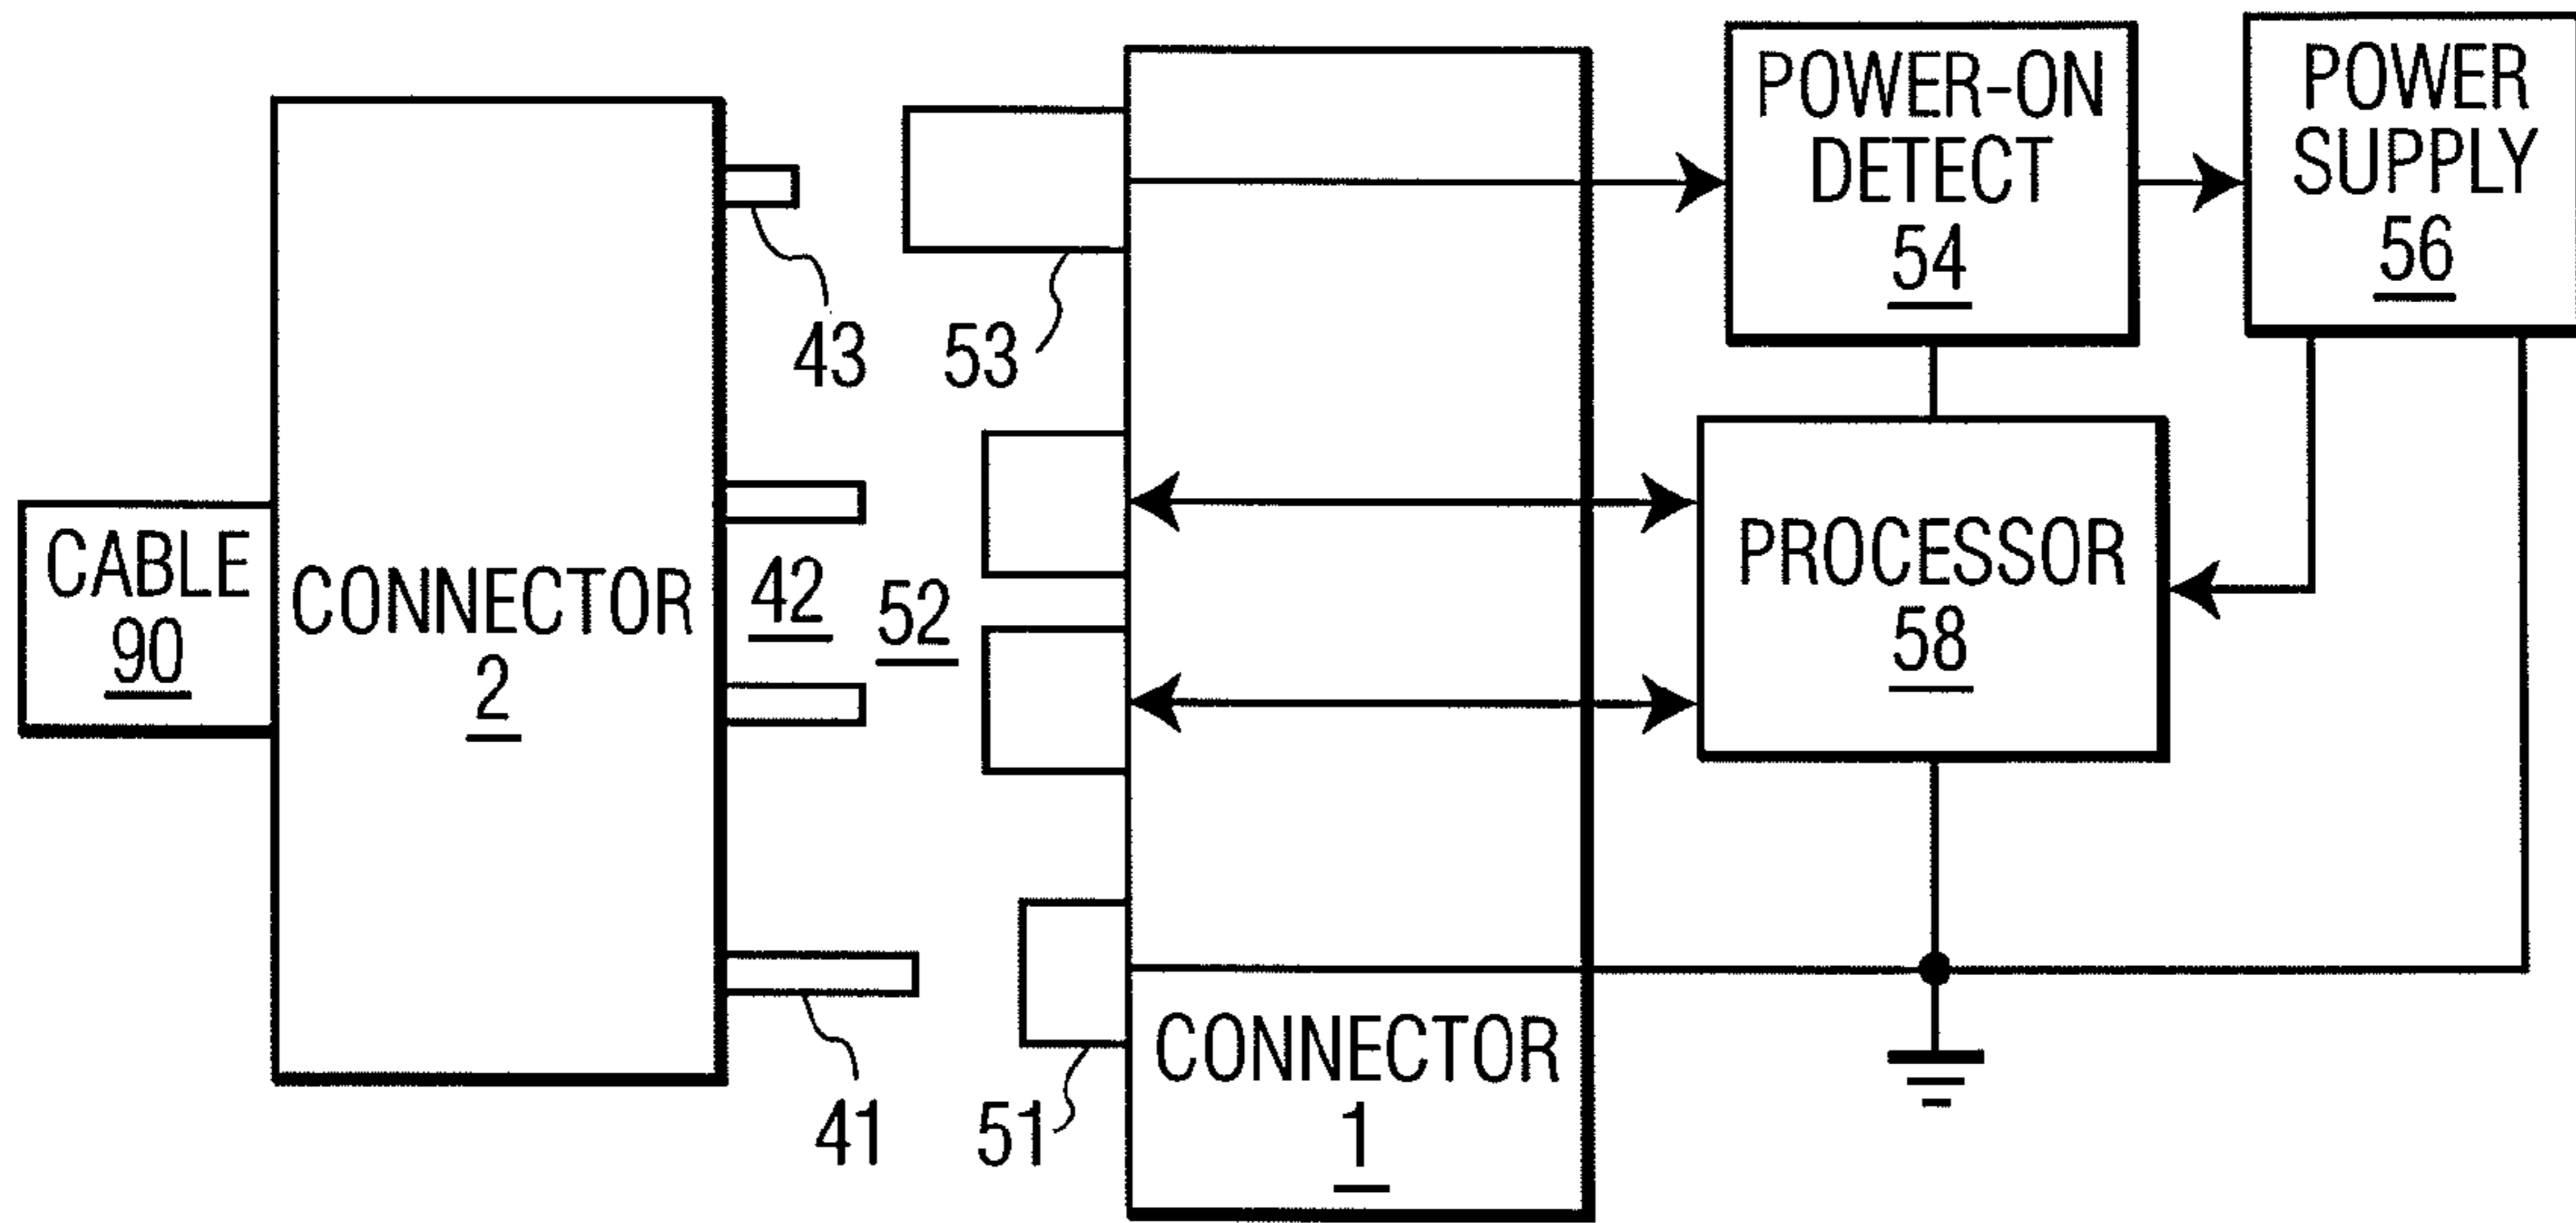 CABLE
90
CONNECTOR
2
43
42
41
53
52
51
CONNECTOR
1
POWER-ON
DETECT
54
POWER
SUPPLY
56
PROCESSOR
58